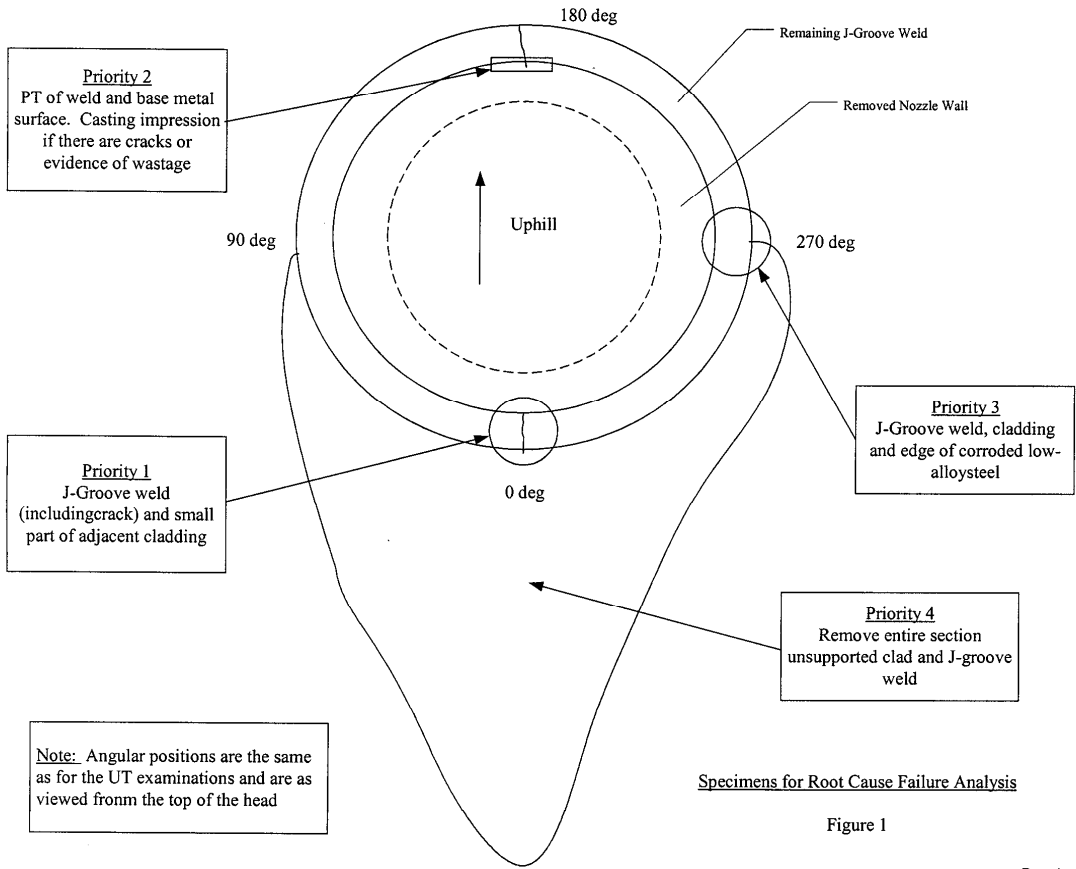 180 deg
Remaining J-Groove Weld
Priority 2
PT of weld and base metal
surface. Casting impression
if there are cracks or
evidence of wastage
Removed Nozzle Wall
Uphill
90 deg
270 deg
Priority 3
J-Groove weld, cladding
and edge of corroded low-
alloysteel
Priority 1
J-Groove weld
(includingcrack) and small
part of adjacent cladding
0 deg
Priority 4
Remove entire section
unsupported clad and J-groove
weld
Note: Angular positions are the same
as for the UT examinations and are as
viewed fronm the top of the head
Specimens for Root Cause Failure Analysis
Figure 1